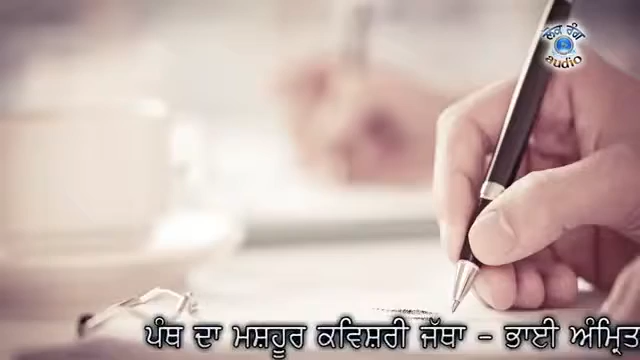 ਲੋਕ ਰੰਗ
audio
ਪੰਥ ਦਾ ਮਸ਼ਹੂਰ ਕਵਿਸ਼ਰੀ ਜੱਥਾ - ਭਾਈ ਅੰਮ੍ਰਿਤ